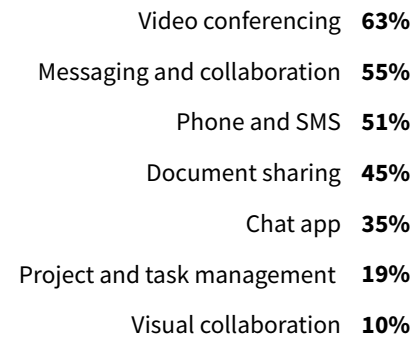 Video conferencing 63%
Messaging and collaboration 55%
Phone and SMS 51%
Document sharing 45%
Chat app 35%
Project and task management 19%
Visual collaboration 10%